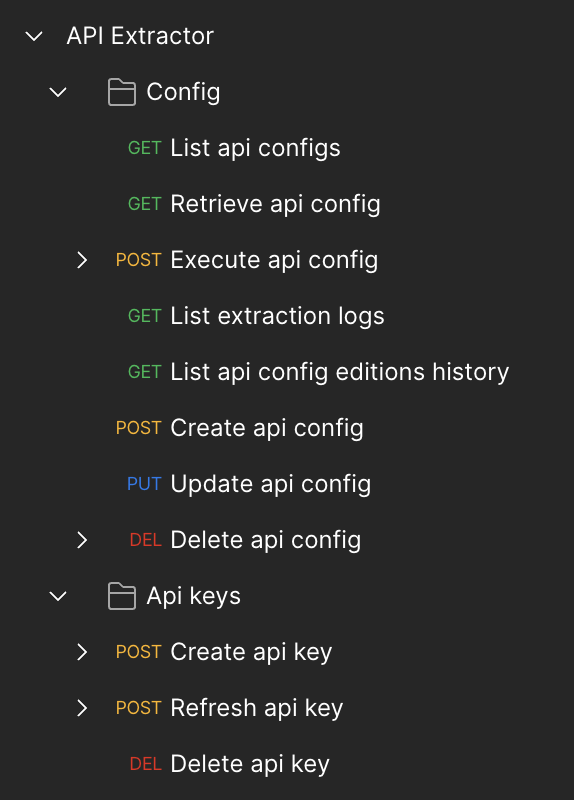 API Extractor
Config
GET List api configs
GET Retrieve api config
POST Execute api config
GET List extraction logs
GET List api config editions history
POST Create api config
PUT Update api config
DEL Delete api config
Api keys
POST Create api key
POST Refresh api key
DEL Delete api key